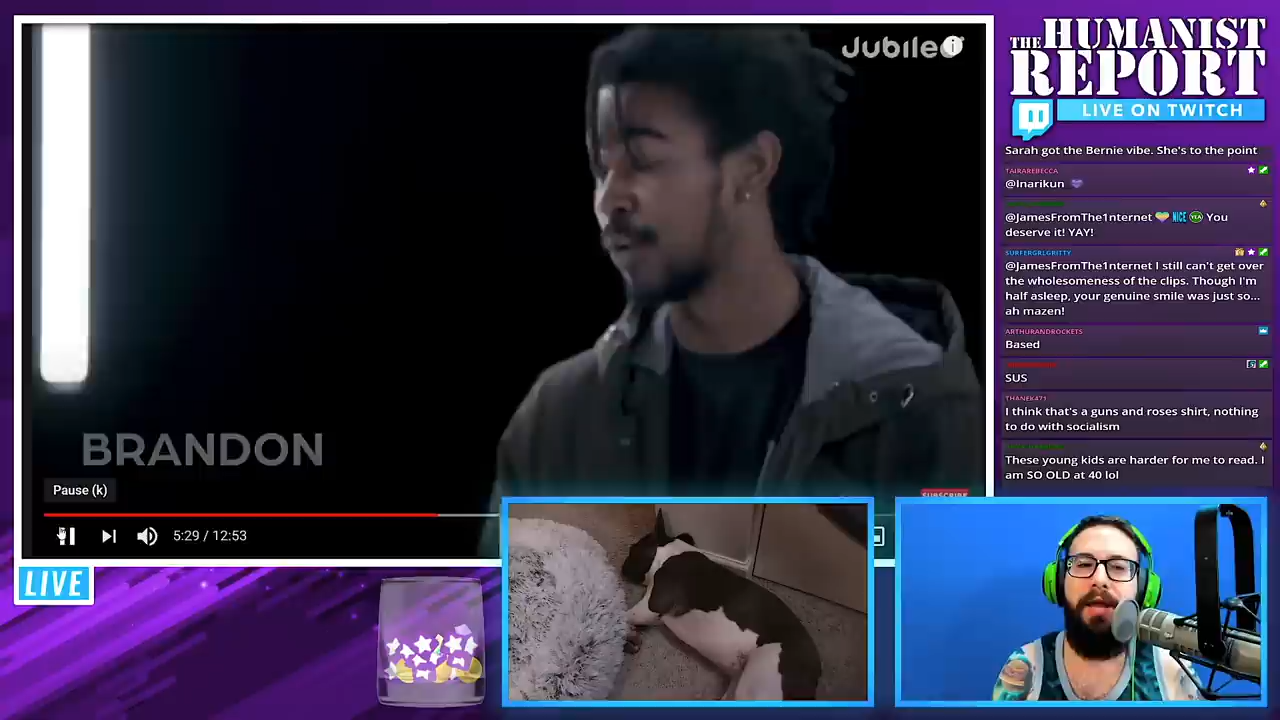 Jubilee
THE HUMANIST
REPORT
LIVE ON TWITCH
Sarah got the Bernie vibe. She's to the point
TAIRAREBECCA
@Inarikun
@JamesFromThe1nternet NICE YEA You
deserve it! YAY!
SURFERGRLGRITTY
@JamesFromThe1nternet I still can't get over
the wholesomeness of the clips. Though I'm
half asleep, your genuine smile was just so...
ah mazen!
ARTHURANDROCKETS
Based
SUS
THANEK471
I think that's a guns and roses shirt, nothing
to do with socialism
These young kids are harder for me to read. I
am SO OLD at 40 lol
BRANDON
Pause (k)
SUBSCRIBE
5:29 / 12:53
LIVE